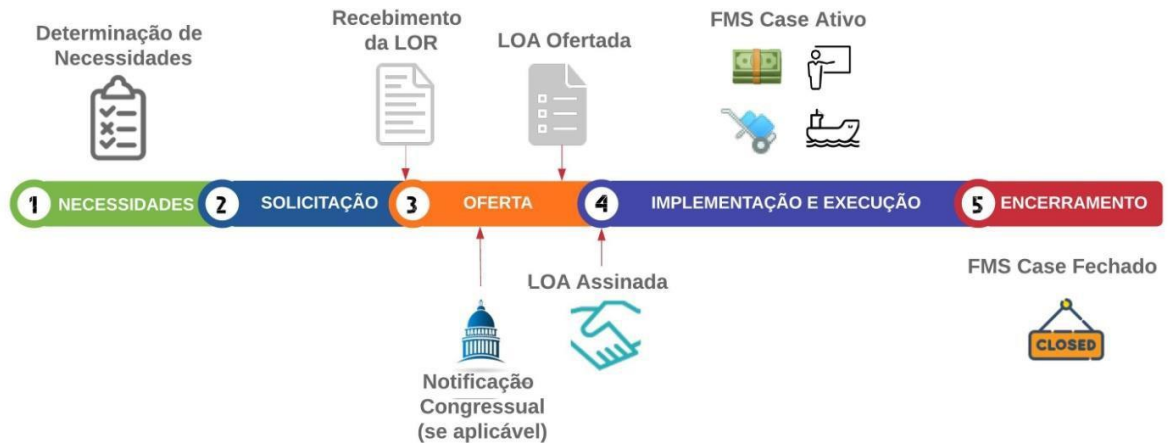 Determinação de
Necessidades
Recebimento
da LOR
LOA Ofertada
FMS Case Ativo
1 NECESSIDADES
2 SOLICITAÇÃO
3 OFERTA
4 IMPLEMENTAÇÃO E EXECUÇÃO
5 ENCERRAMENTO
LOA Assinada
FMS Case Fechado
CLOSED
Notificação
Congressual
(se aplicável)